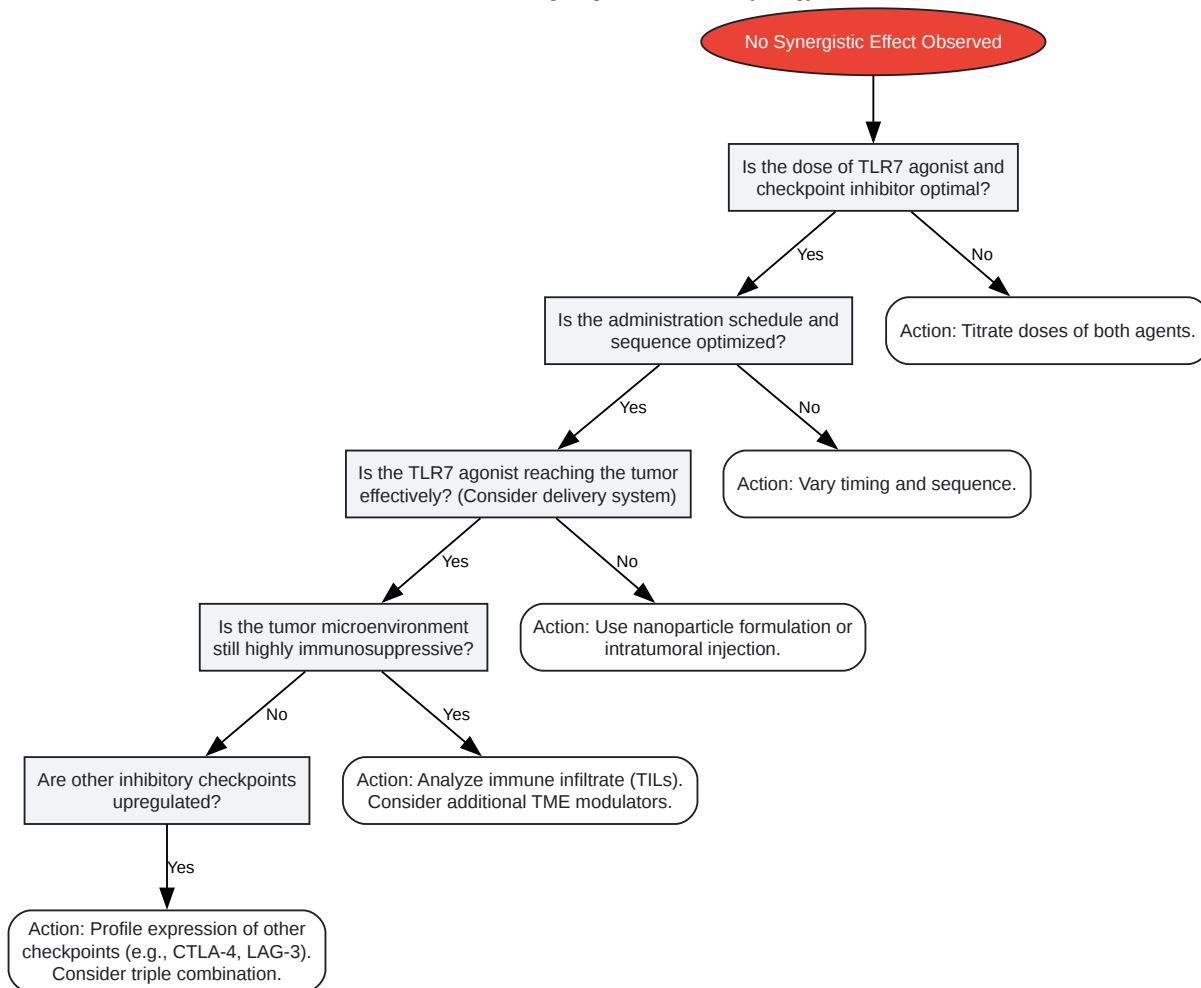 No Synergistic Effect Observed
Is the dose of TLR7 agonist and
checkpoint inhibitor optimal?
Yes
No
Is the administration schedule and
sequence optimized?
Action: Titrate doses of both agents.
Yes
No
Is the TLR7 agonist reaching the tumor
effectively? (Consider delivery system)
Action: Vary timing and sequence.
Yes
No
Is the tumor microenvironment
still highly immunosuppressive?
Action: Use nanoparticle formulation or
intratumoral injection.
No
Yes
Are other inhibitory checkpoints
upregulated?
Action: Analyze immune infiltrate (TILs).
Consider additional TME modulators.
Yes
Action: Profile expression of other
checkpoints (e.g., CTLA-4, LAG-3).
Consider triple combination.